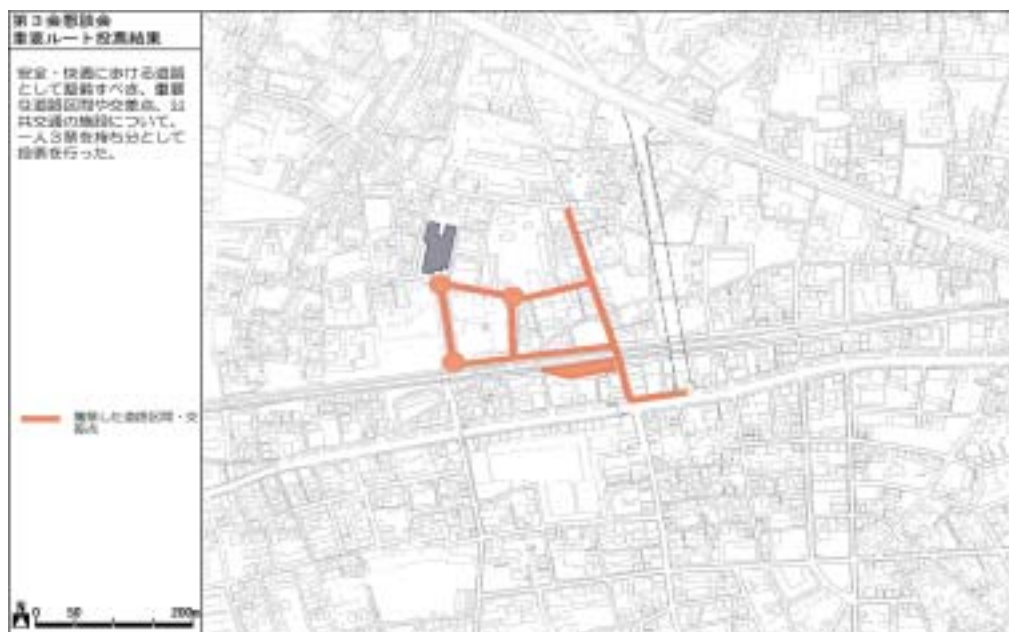 第3回懇談会
重要ルート投票結果
安全・快適に歩ける道路
として整備すべき、重要
な道路区間や交差点、公
共交通の施設について、
一人3票を持ち分として
投票を行った。
獲得した道路区間・交
差点
N
0 50 200m